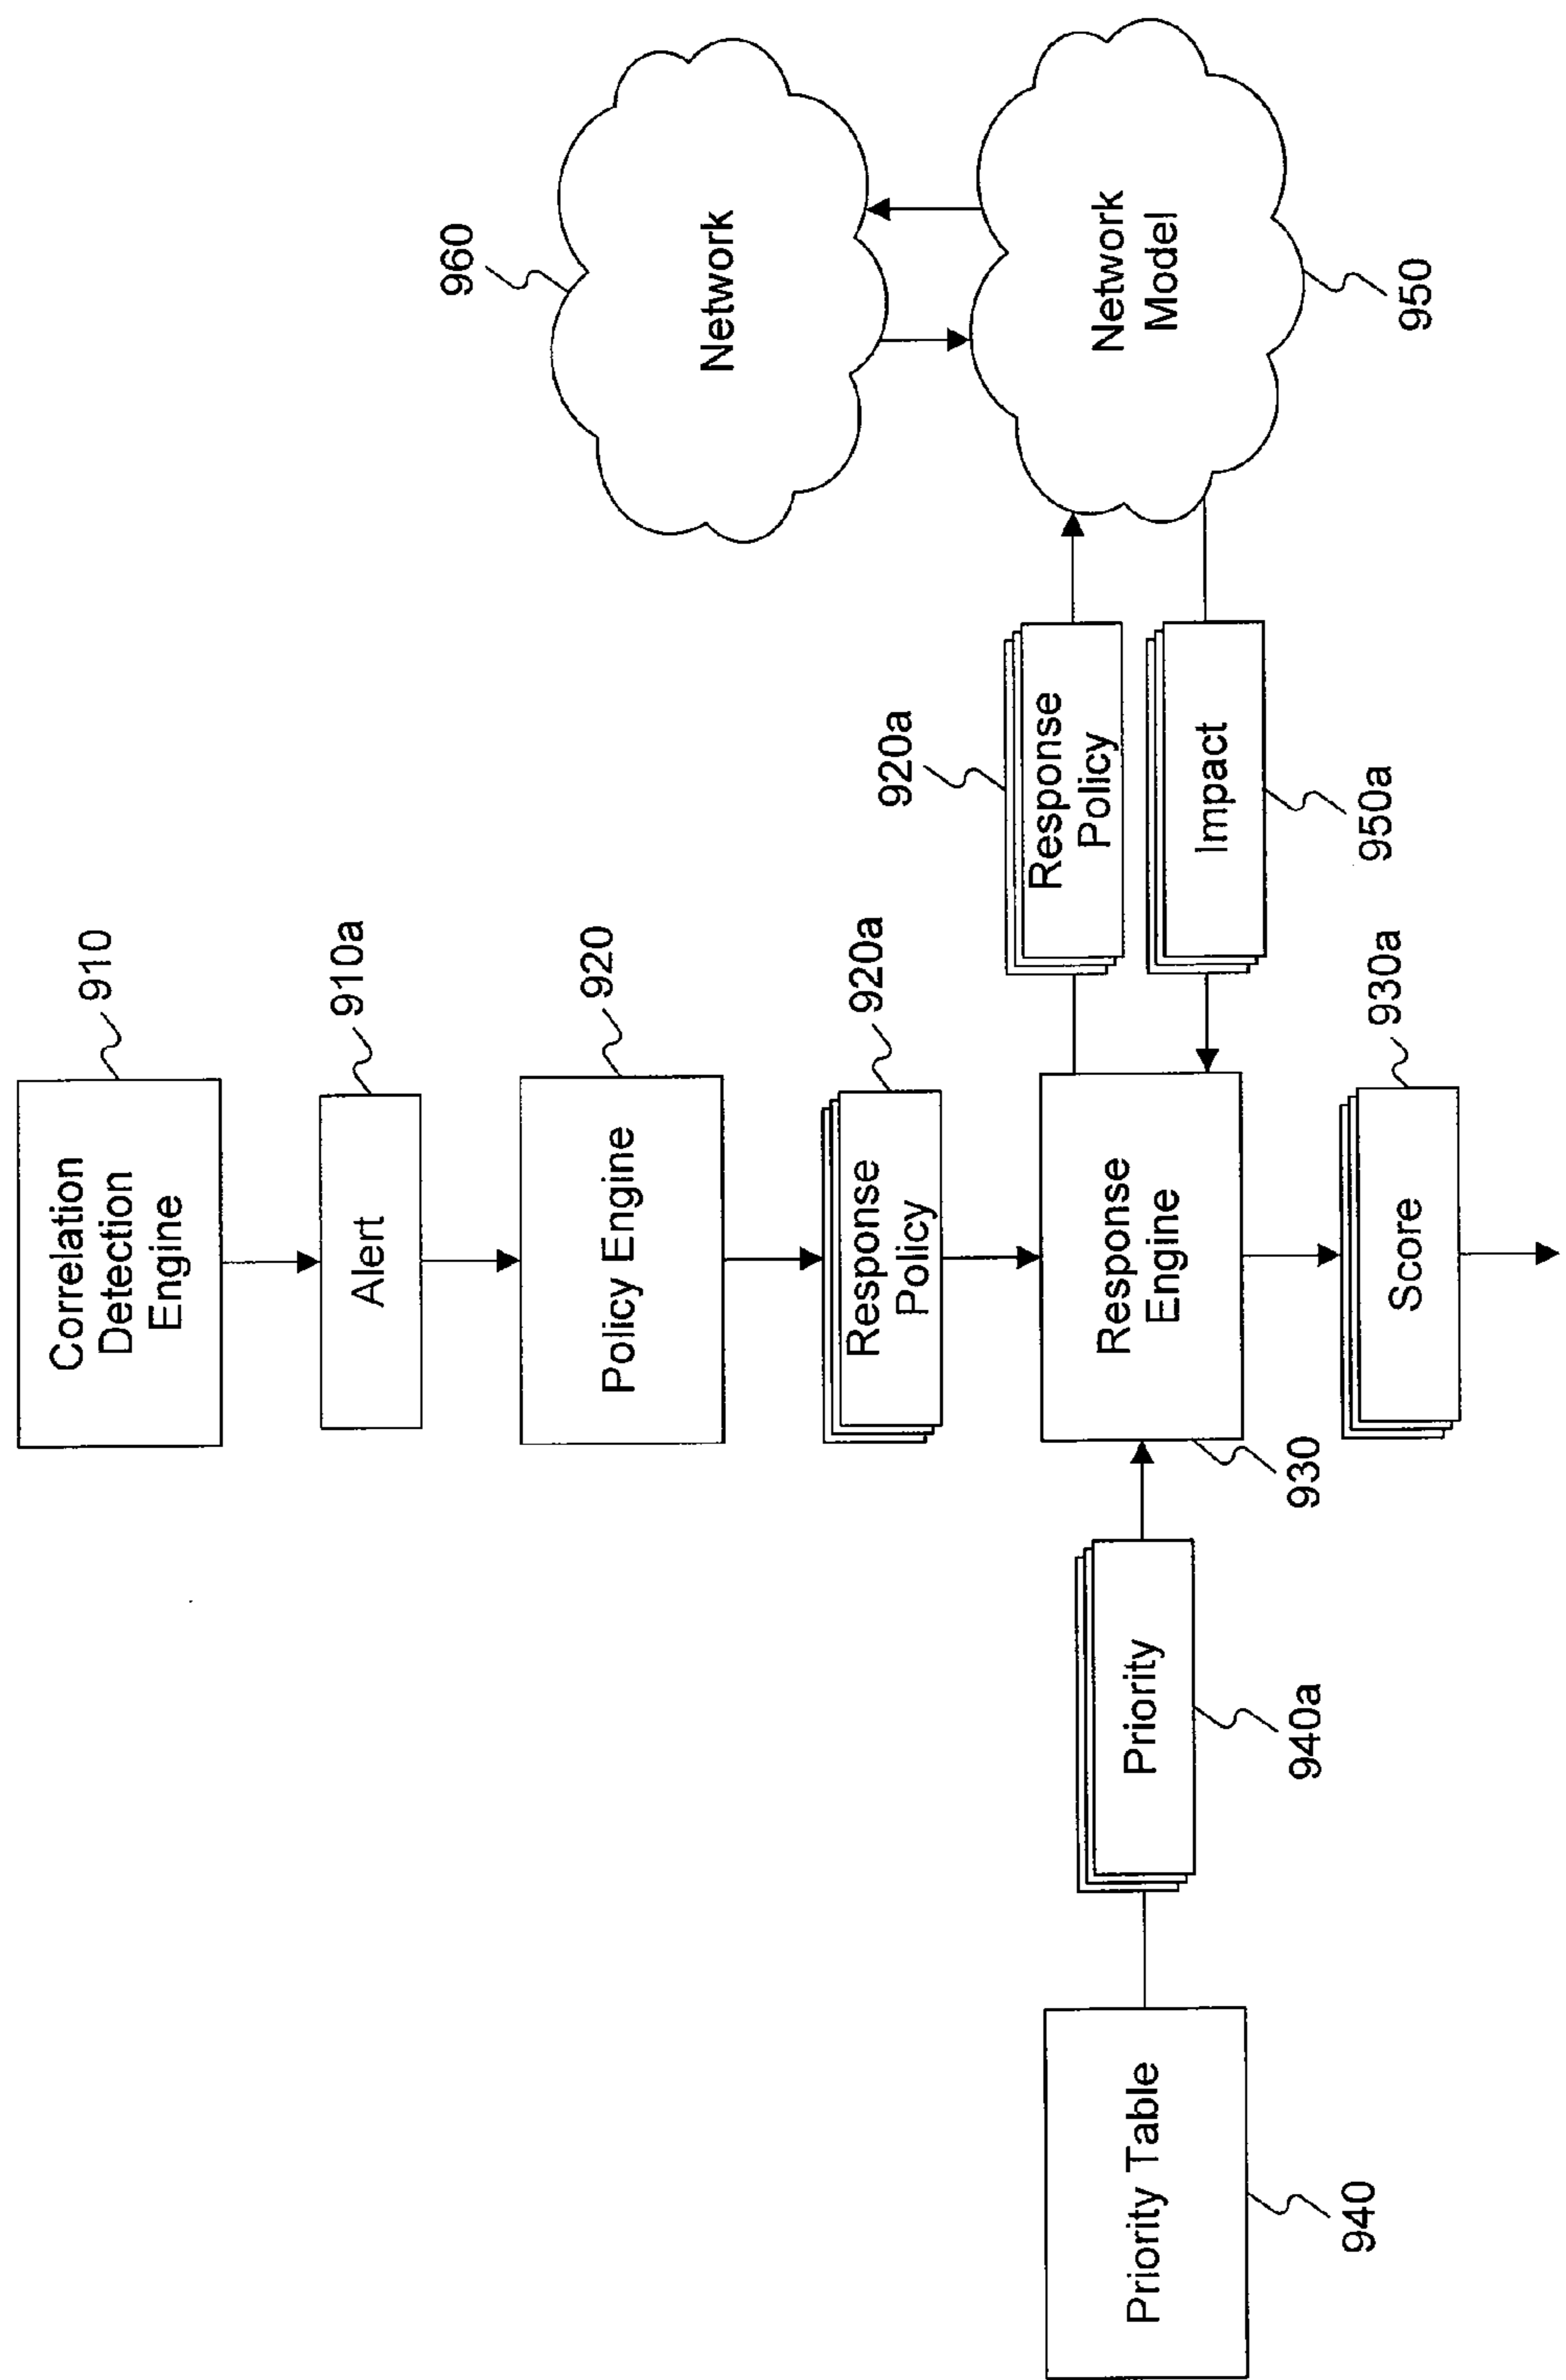 910
Correlation
Detection
Engine
910a
Alert
920
Policy Engine
920a
Response
Policy
960
Network
920a
Response
Policy
Network
Model
950
Impact
950a
Response
Engine
930
Priority
940a
Priority Table
940
930a
Score